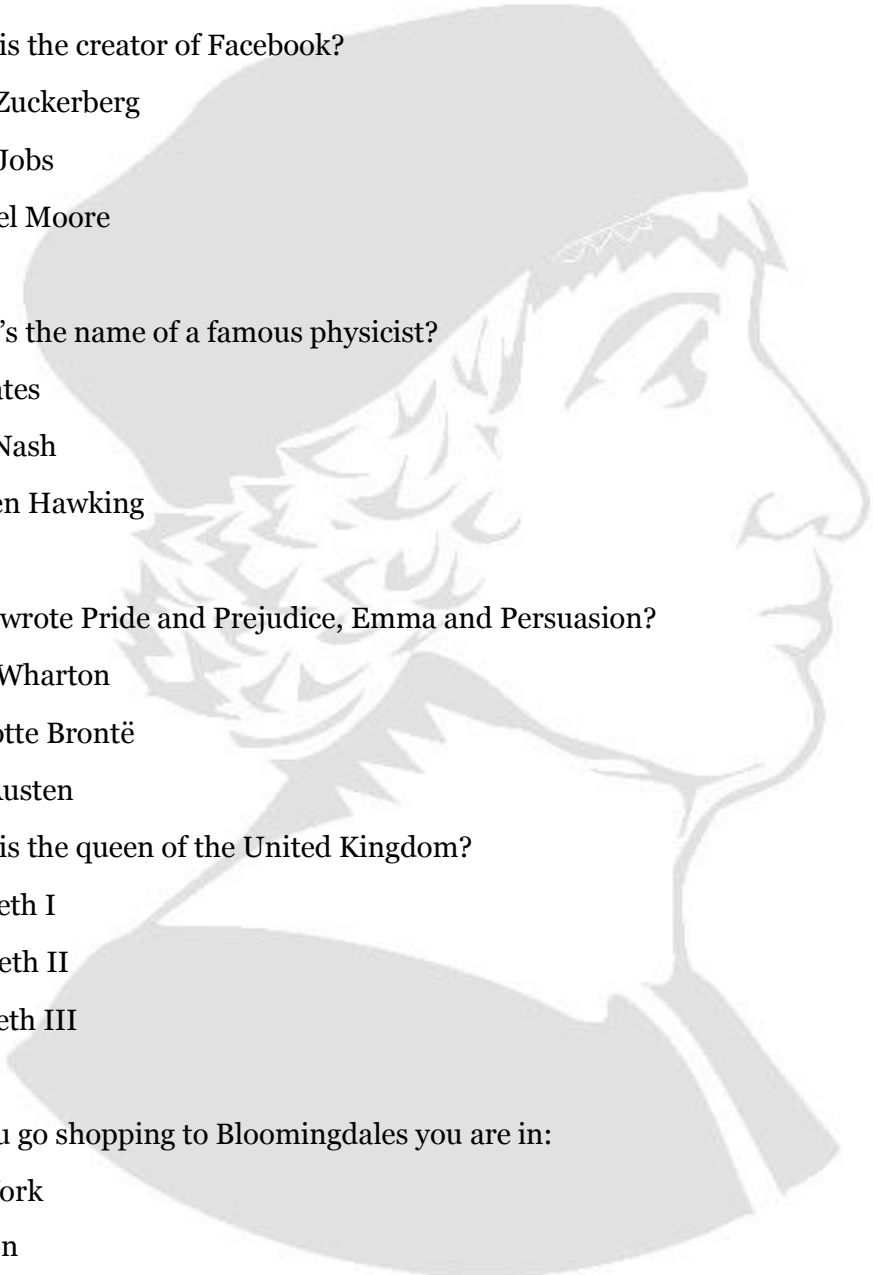 is the creator of Facebook?
Zuckerberg
Jobs
el Moore
’s the name of a famous physicist?
tes
Nash
en Hawking
wrote Pride and Prejudice, Emma and Persuasion?
Wharton
otte Brontë
Austen
is the queen of the United Kingdom?
eth I
eth II
eth III
u go shopping to Bloomingdales you are in:
ork
n